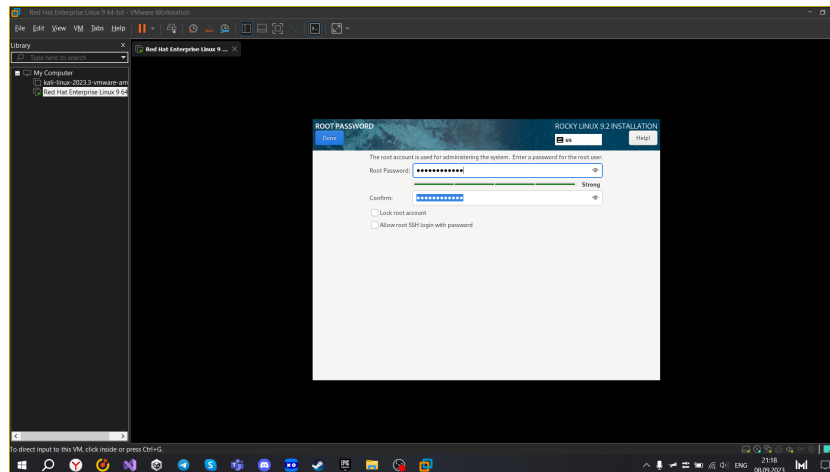 Red Hat Enterprise Linux 9 64-bit - VMware Workstation
File Edit View VM Tabs Help
Library
Red Hat Enterprise Linux 9 ...
Type here to search
My Computer
kali-linux-2023.3-vmware-am
Red Hat Enterprise Linux 9 64
ROOT PASSWORD
ROCKY LINUX 9.2 INSTALLATION
Done
us
Help!
The root account is used for administering the system. Enter a password for the root user.
Root Password:
Strong
Confirm:
Lock root account
Allow root SSH login with password
To direct input to this VM, click inside or press Ctrl+G.
ENG
21:18
08.09.2023